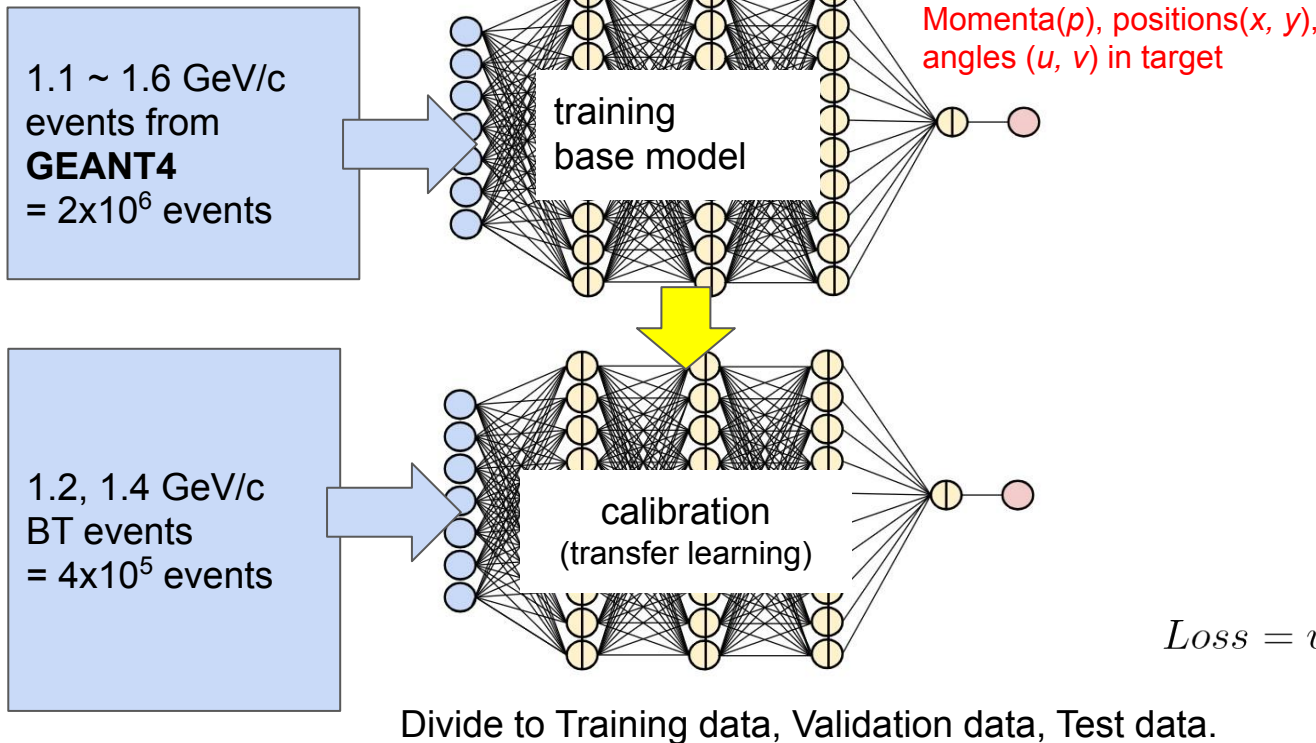 Momenta(p), positions(x, y),
angles (u, v) in target
1.1 ~ 1.6 GeV/c
events from
GEANT4
= 2x10⁶ events
training
base model
1.2, 1.4 GeV/c
BT events
= 4x10⁵ events
calibration
(transfer learning)
Loss =
Divide to Training data, Validation data, Test data.